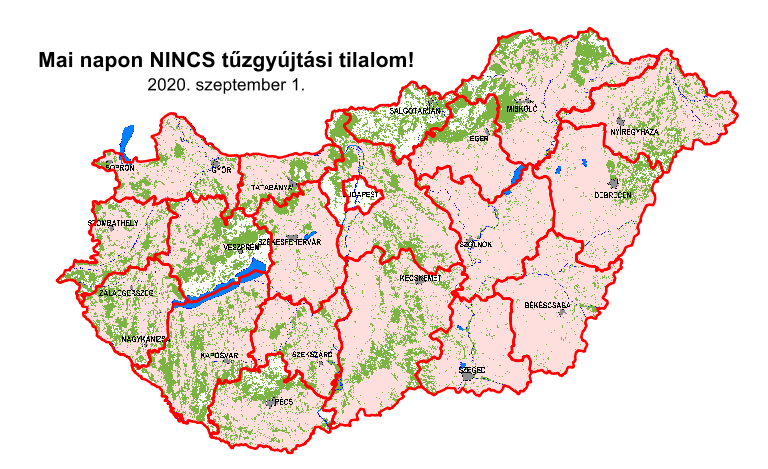 Mai napon NINCS tűzgyújtási tilalom!
2020. szeptember 1.
SALGÓTARJÁN
MISKOLC
EGER
NYÍREGYHÁZA
SOPRON
GYŐR
TATABÁNYA
BUDAPEST
DEBRECEN
SZOMBATHELY
VESZPRÉM
SZÉKESFEHÉRVÁR
SZOLNOK
ZALAEGERSZEG
KECSKEMÉT
BÉKÉSCSABA
NAGYKANIZSA
KAPOSVÁR
SZEKSZÁRD
SZEGED
PÉCS